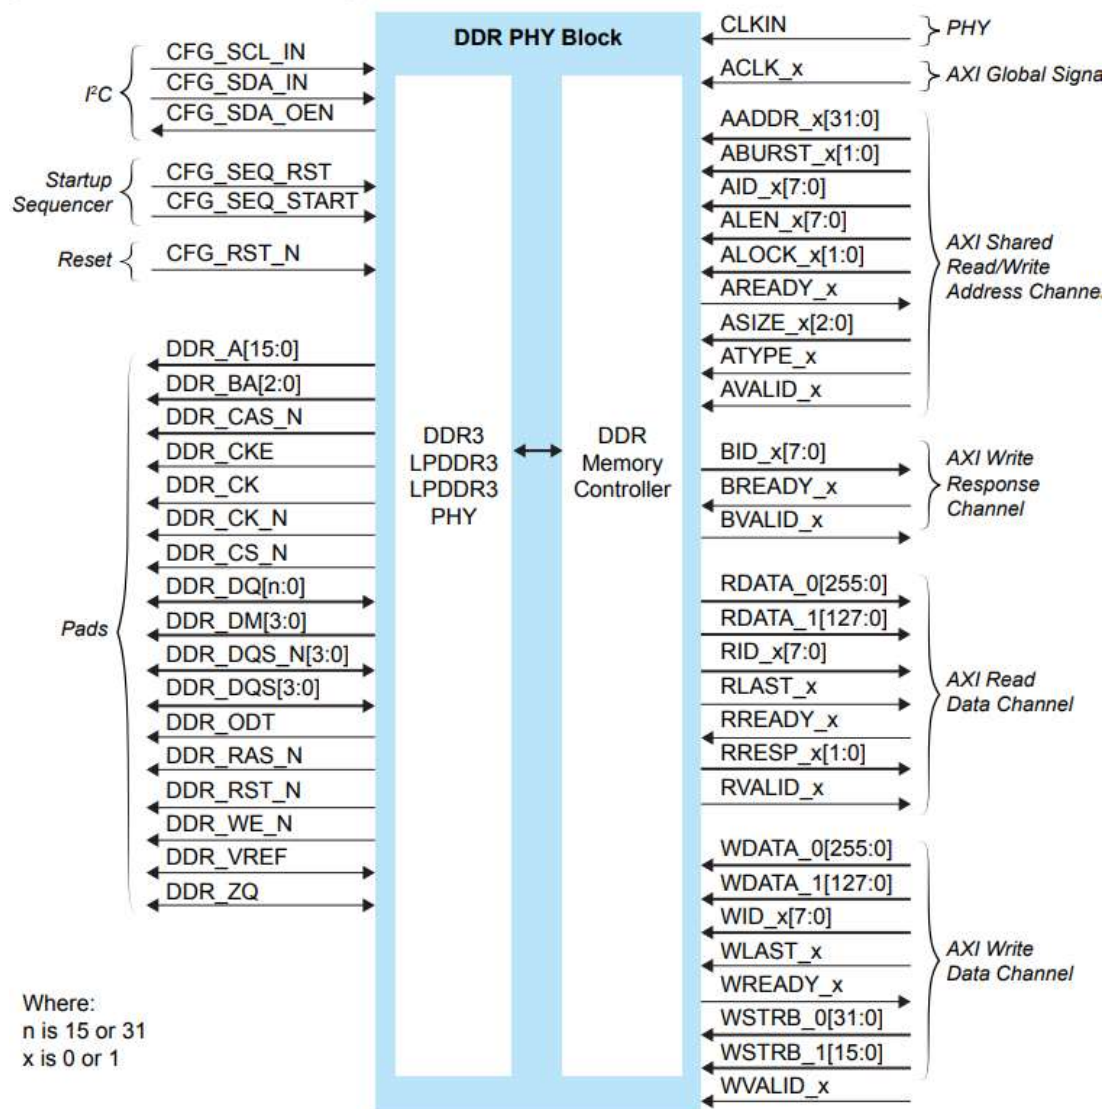 DDR PHY Block
I²C
CFG_SCL_IN
CFG_SDA_IN
CFG_SDA_OEN
Startup
Sequencer
CFG_SEQ_RST
CFG_SEQ_START
Reset
CFG_RST_N
Pads
DDR_A[15:0]
DDR_BA[2:0]
DDR_CAS_N
DDR_CKE
DDR_CK
DDR_CK_N
DDR_CS_N
DDR_DQ[n:0]
DDR_DM[3:0]
DDR_DQS_N[3:0]
DDR_DQS[3:0]
DDR_ODT
DDR_RAS_N
DDR_RST_N
DDR_WE_N
DDR_VREF
DDR_ZQ
Where:
n is 15 or 31
x is 0 or 1
DDR3
LPDDR3
LPDDR3
PHY
DDR
Memory
Controller
CLKIN
PHY
ACLK_x
AXI Global Signa
AADDR_x[31:0]
ABURST_x[1:0]
AID_x[7:0]
ALEN_x[7:0]
ALOCK_x[1:0]
AREADY_x
ASIZE_x[2:0]
ATYPE_x
AVALID_x
AXI Shared
Read/Write
Address Channel
BID_x[7:0]
BREADY_x
BVALID_x
AXI Write
Response
Channel
RDATA_0[255:0]
RDATA_1[127:0]
RID_x[7:0]
RLAST_x
RREADY_x
RRESP_x[1:0]
RVALID_x
AXI Read
Data Channel
WDATA_0[255:0]
WDATA_1[127:0]
WID_x[7:0]
WLAST_x
WREADY_x
WSTRB_0[31:0]
WSTRB_1[15:0]
WVALID_x
AXI Write
Data Channel